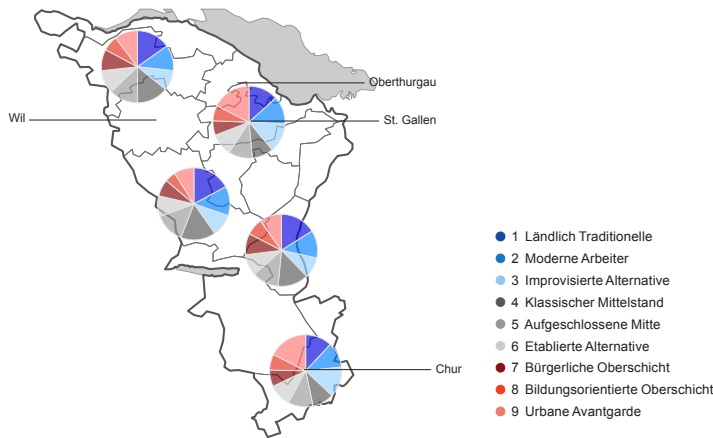 Oberthurgau
Wil
St. Gallen
1 Ländlich Traditionelle
2 Moderne Arbeiter
3 Improvisierte Alternative
4 Klassischer Mittelstand
5 Aufgeschlossene Mitte
6 Etablierte Alternative
7 Bürgerliche Oberschicht
8 Bildungsorientierte Oberschicht
9 Urbane Avantgarde
Chur